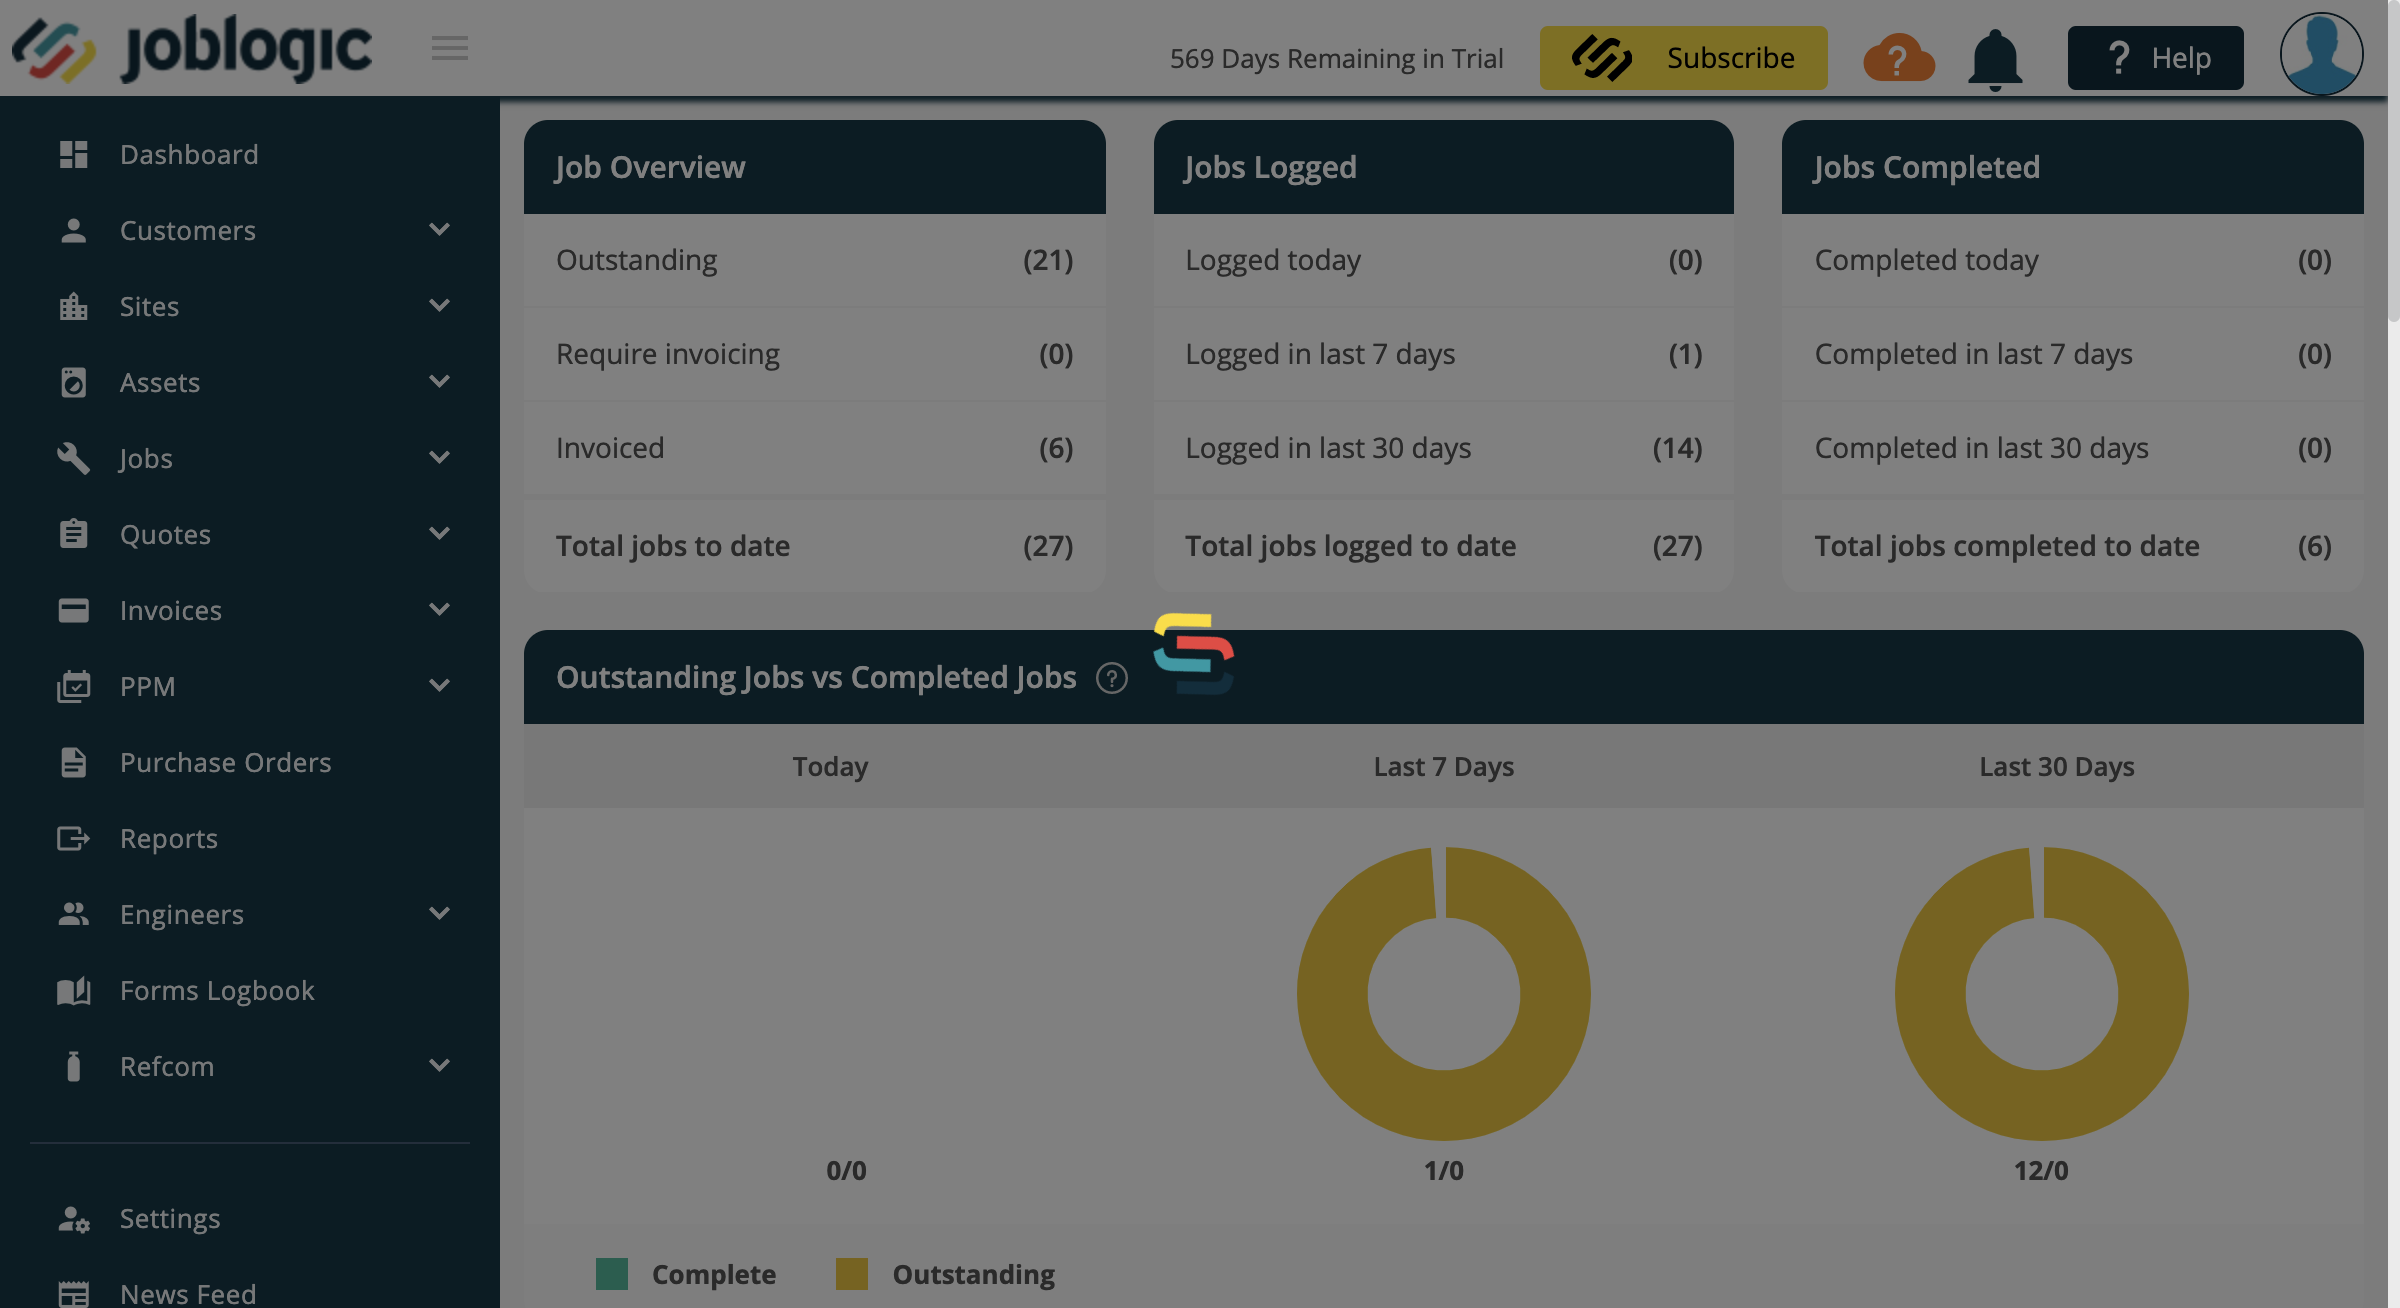 joblogic
569 Days Remaining in Trial
Subscribe
?
? Help
Dashboard
Customers
Sites
Assets
Jobs
Quotes
Invoices
PPM
Purchase Orders
Reports
Engineers
Forms Logbook
Refcom
Settings
News Feed
Job Overview
Outstanding (21)
Require invoicing (0)
Invoiced (6)
Total jobs to date (27)
Jobs Logged
Logged today (0)
Logged in last 7 days (1)
Logged in last 30 days (14)
Total jobs logged to date (27)
Jobs Completed
Completed today (0)
Completed in last 7 days (0)
Completed in last 30 days (0)
Total jobs completed to date (6)
Outstanding Jobs vs Completed Jobs ?
Today Last 7 Days Last 30 Days
0/0 1/0 12/0
Complete Outstanding